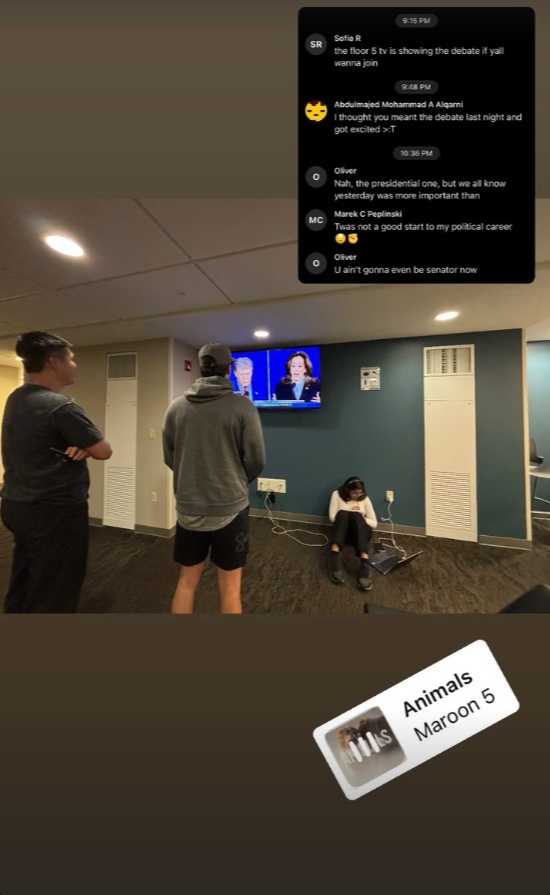 9:15 PM
SR
Sofia R
the floor 5 tv is showing the debate if yall
wanna join
9:48 PM
Abdulmajed Mohammad A Alqarni
I thought you meant the debate last night and
got excited >:T
10:36 PM
O
Oliver
Nah, the presidential one, but we all know
yesterday was more important than
MC
Marek C Peplinski
Twas not a good start to my political career
😔✊
O
Oliver
U ain't gonna even be senator now
Animals
Maroon 5